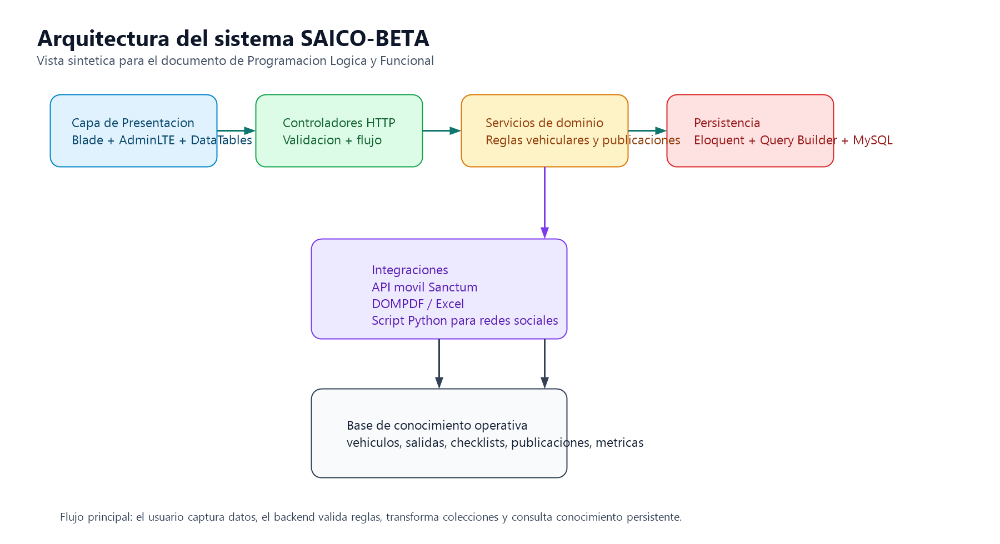 Arquitectura del sistema SAICO-BETA
Vista sintetica para el documento de Programacion Logica y Funcional
Capa de Presentacion
Blade + AdminLTE + DataTables
Controladores HTTP
Validacion + flujo
Servicios de dominio
Reglas vehiculares y publicaciones
Persistencia
Eloquent + Query Builder + MySQL
Integraciones
API movil Sanctum
DOMPDF / Excel
Script Python para redes sociales
Base de conocimiento operativa
vehiculos, salidas, checklists, publicaciones, metricas
Flujo principal: el usuario captura datos, el backend valida reglas, transforma colecciones y consulta conocimiento persistente.